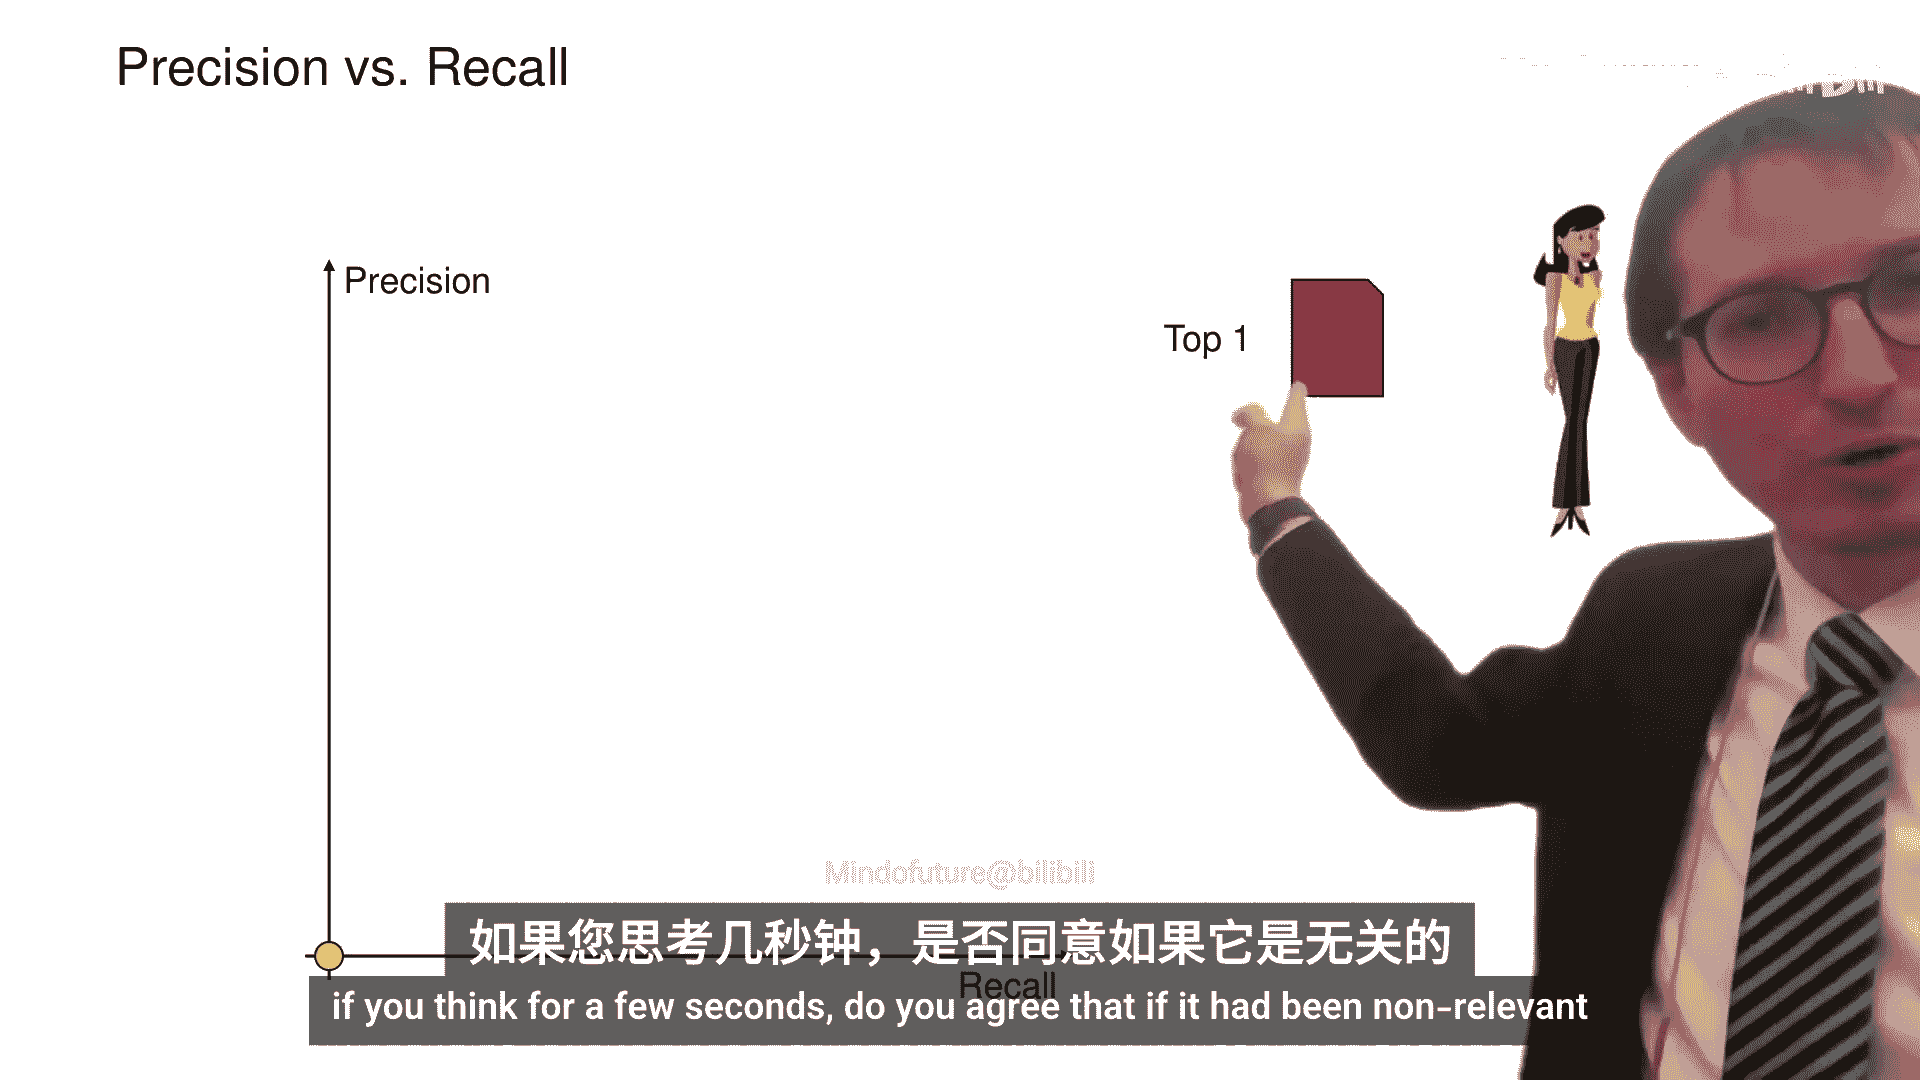 Precision vs. Recall
Precision
Top 1
Mindofuture@bilibili
如果您思考几秒钟，是否同意如果它是无关的
Recall
if you think for a few seconds, do you agree that if it had been non-relevant